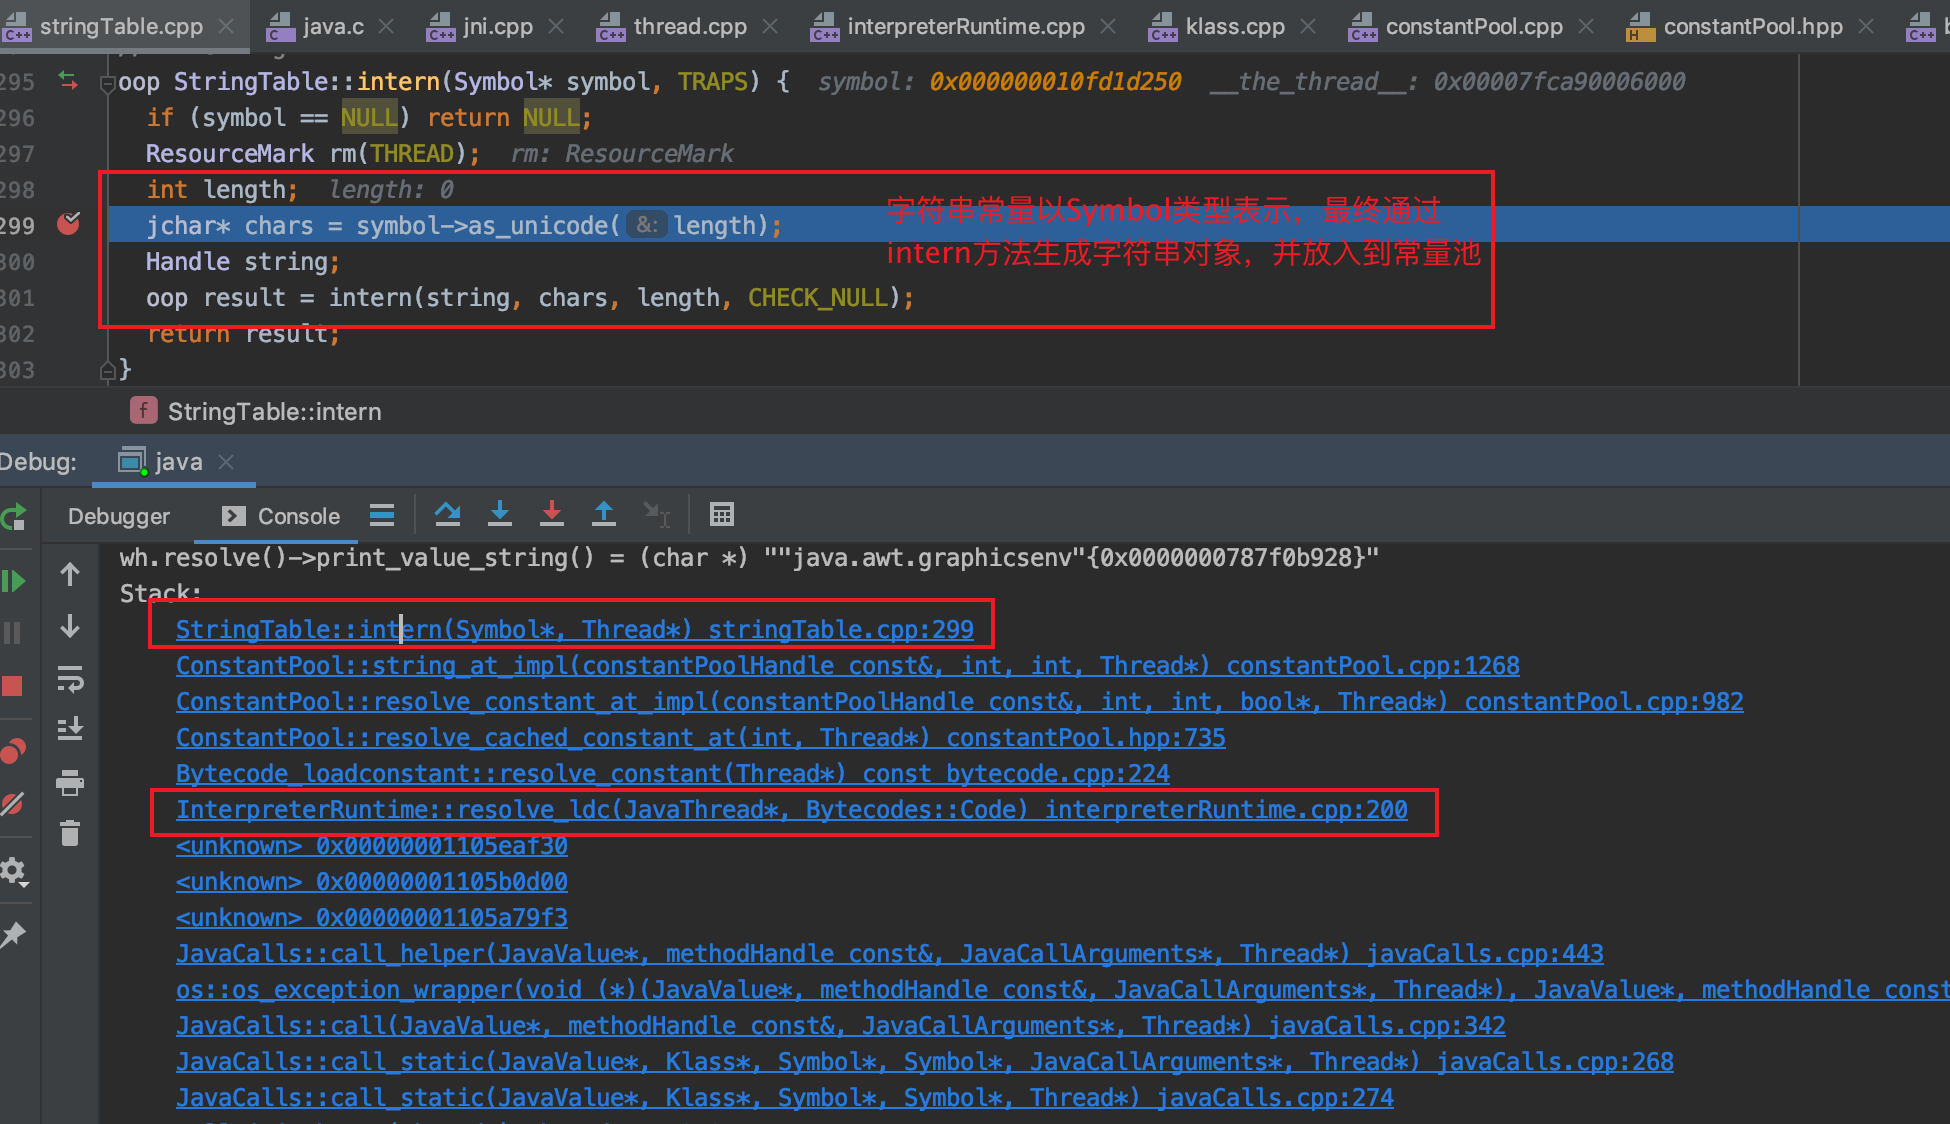 stringTable.cpp java.c jni.cpp thread.cpp interpreterRuntime.cpp klass.cpp constantPool.cpp constantPool.hpp
295 oop StringTable::intern(Symbol* symbol, TRAPS) { symbol: 0x000000010fd1d250 __the_thread__: 0x00007fca90006000
296 if (symbol == NULL) return NULL;
297 ResourceMark rm(THREAD); rm: ResourceMark
298 int length; length: 0
299 jchar* chars = symbol->as_unicode( &: length);
300 Handle string;
301 oop result = intern(string, chars, length, CHECK_NULL);
302 return result;
303 }
字符串常量以Symbol类型表示，最终通过
intern方法生成字符串对象，并放入到常量池
f StringTable::intern
Debug: java
Debugger Console
wh.resolve()->print_value_string() = (char *) ""java.awt.graphicsenv"{0x0000000787f0b928}"
Stack:
StringTable::intern(Symbol*, Thread*) stringTable.cpp:299
ConstantPool::string_at_impl(constantPoolHandle const&, int, int, Thread*) constantPool.cpp:1268
ConstantPool::resolve_constant_at_impl(constantPoolHandle const&, int, int, bool*, Thread*) constantPool.cpp:982
ConstantPool::resolve_cached_constant_at(int, Thread*) constantPool.hpp:735
Bytecode_loadconstant::resolve_constant(Thread*) const bytecode.cpp:224
InterpreterRuntime::resolve_ldc(JavaThread*, Bytecodes::Code) interpreterRuntime.cpp:200
<unknown> 0x00000001105eaf30
<unknown> 0x00000001105b0d00
<unknown> 0x00000001105a79f3
JavaCalls::call_helper(JavaValue*, methodHandle const&, JavaCallArguments*, Thread*) javaCalls.cpp:443
os::os_exception_wrapper(void (*)(JavaValue*, methodHandle const&, JavaCallArguments*, Thread*), JavaValue*, methodHandle const
JavaCalls::call(JavaValue*, methodHandle const&, JavaCallArguments*, Thread*) javaCalls.cpp:342
JavaCalls::call_static(JavaValue*, Klass*, Symbol*, Symbol*, JavaCallArguments*, Thread*) javaCalls.cpp:268
JavaCalls::call_static(JavaValue*, Klass*, Symbol*, Symbol*, Thread*) javaCalls.cpp:274